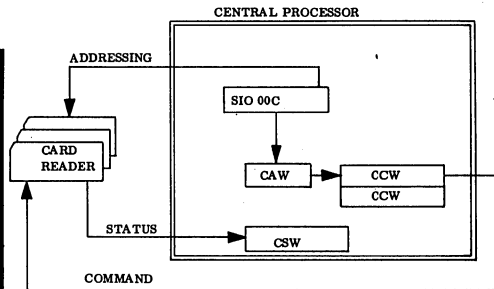 CENTRAL PROCESSOR
ADDRESSING
SIO 00C
CARD
READER
CAW
CCW
CCW
STATUS
CSW
COMMAND